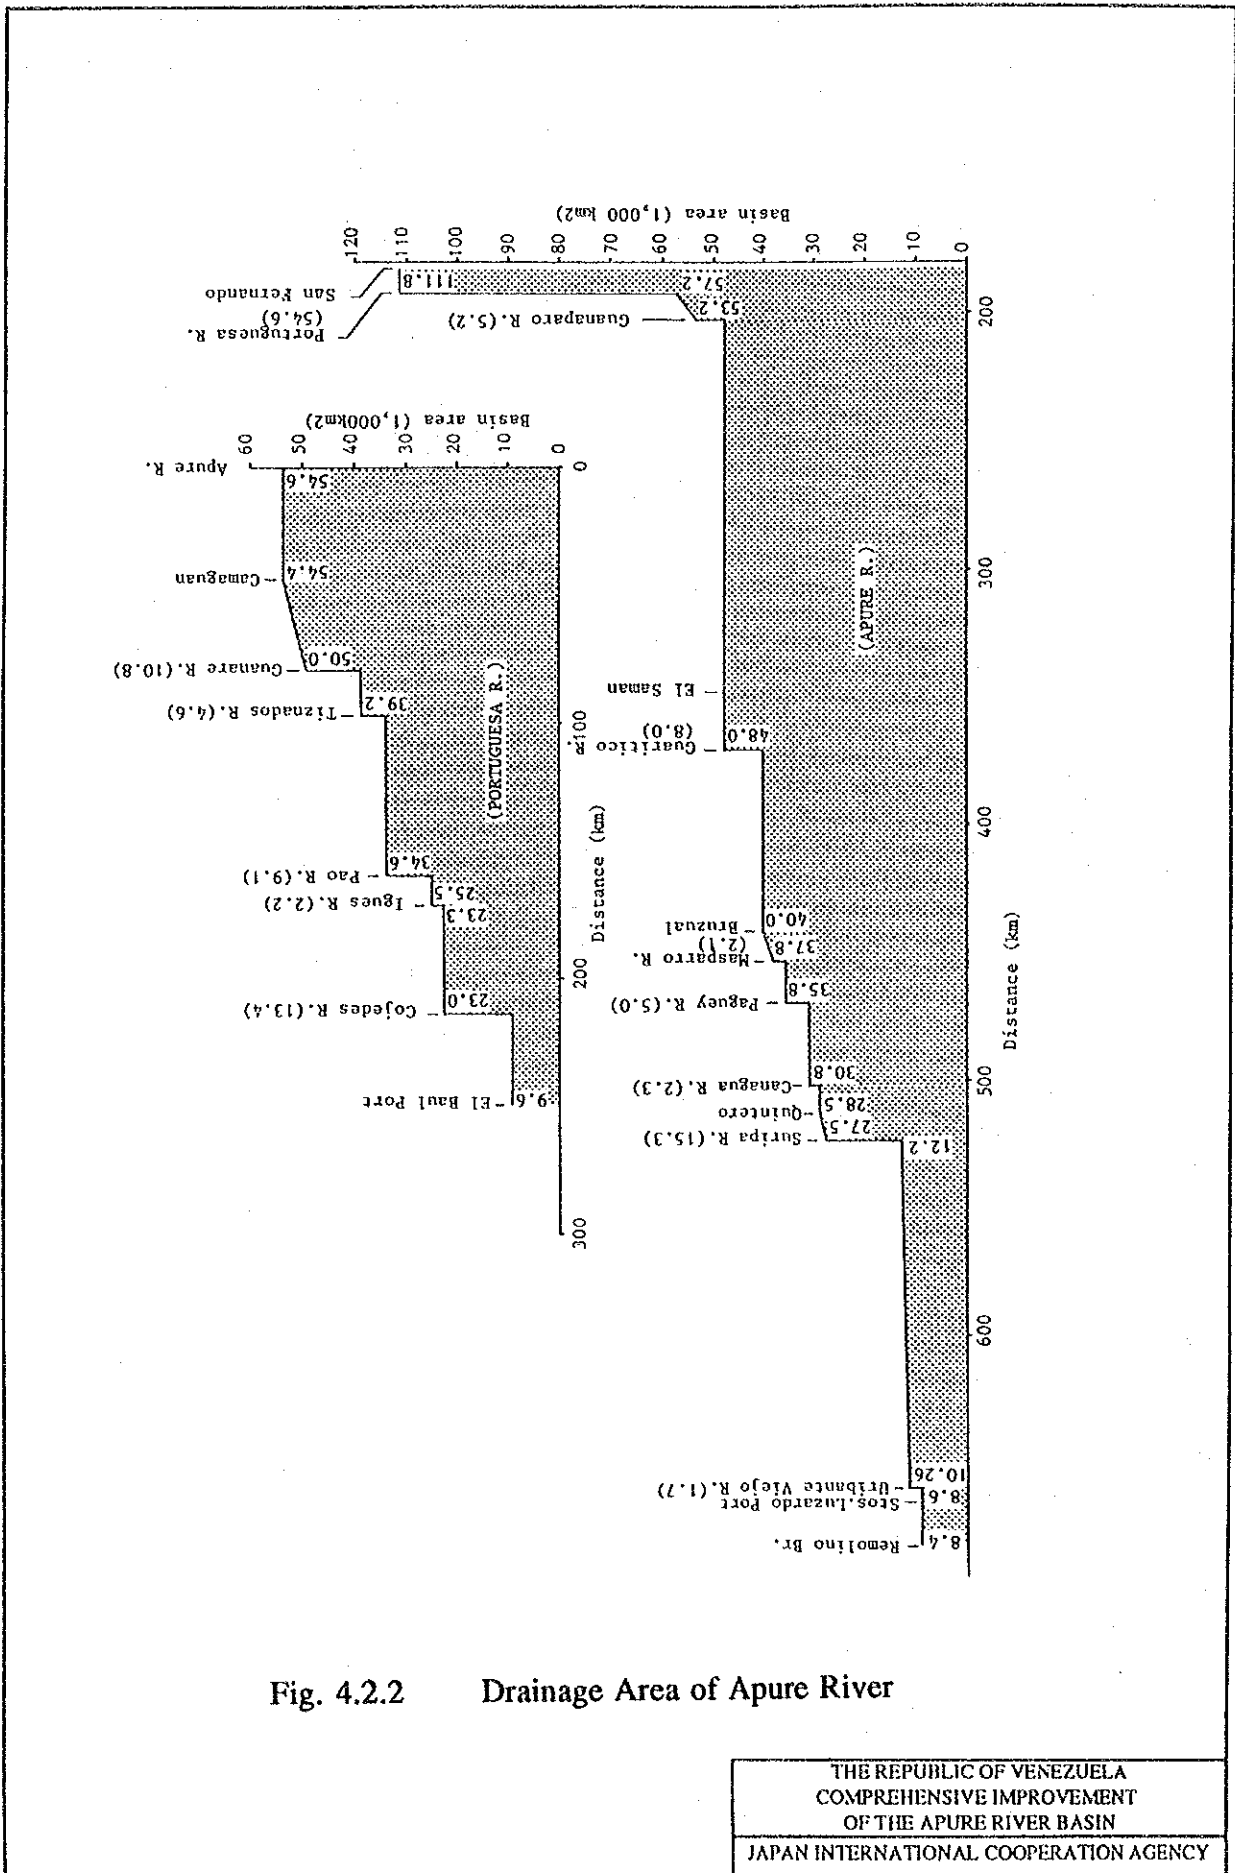 Basin area (1,000 km2)
120
110
100
90
80
70
60
50
40
30
20
10
0
San Fernando
Portuguesa R.
(54.6)
Guanaparo R. (5.2)
111.8
57.2
53.2
200
300
400
500
600
Distance (km)
(APURE R.)
El Saman
Guaritico R.
(8.0)
48.0
Bruzual
40.0
Masparro R.
(2.1)
37.8
Paguey R. (5.0)
35.8
Canagua R. (2.3)
30.8
Quintero
28.5
Suripa R. (15.3)
27.5
12.2
Uribante Viejo R. (1.7)
10.26
Stos.Luzardo Port
8.6
Remolino Br.
8.4
Basin area (1,000km2)
60
50
40
30
20
10
0
Apure R.
54.6
Camaguan
54.4
Guanare R. (10.8)
50.0
Tiznados R. (4.6)
39.2
Pao R. (9.1)
34.6
Igues R. (2.2)
25.5
23.3
Cojedes R. (13.4)
23.0
El Baul Port
9.6
(PORTUGUESA R.)
0
100
200
300
Distance (km)
Fig. 4.2.2 Drainage Area of Apure River
THE REPUBLIC OF VENEZUELA
COMPREHENSIVE IMPROVEMENT
OF THE APURE RIVER BASIN
JAPAN INTERNATIONAL COOPERATION AGENCY